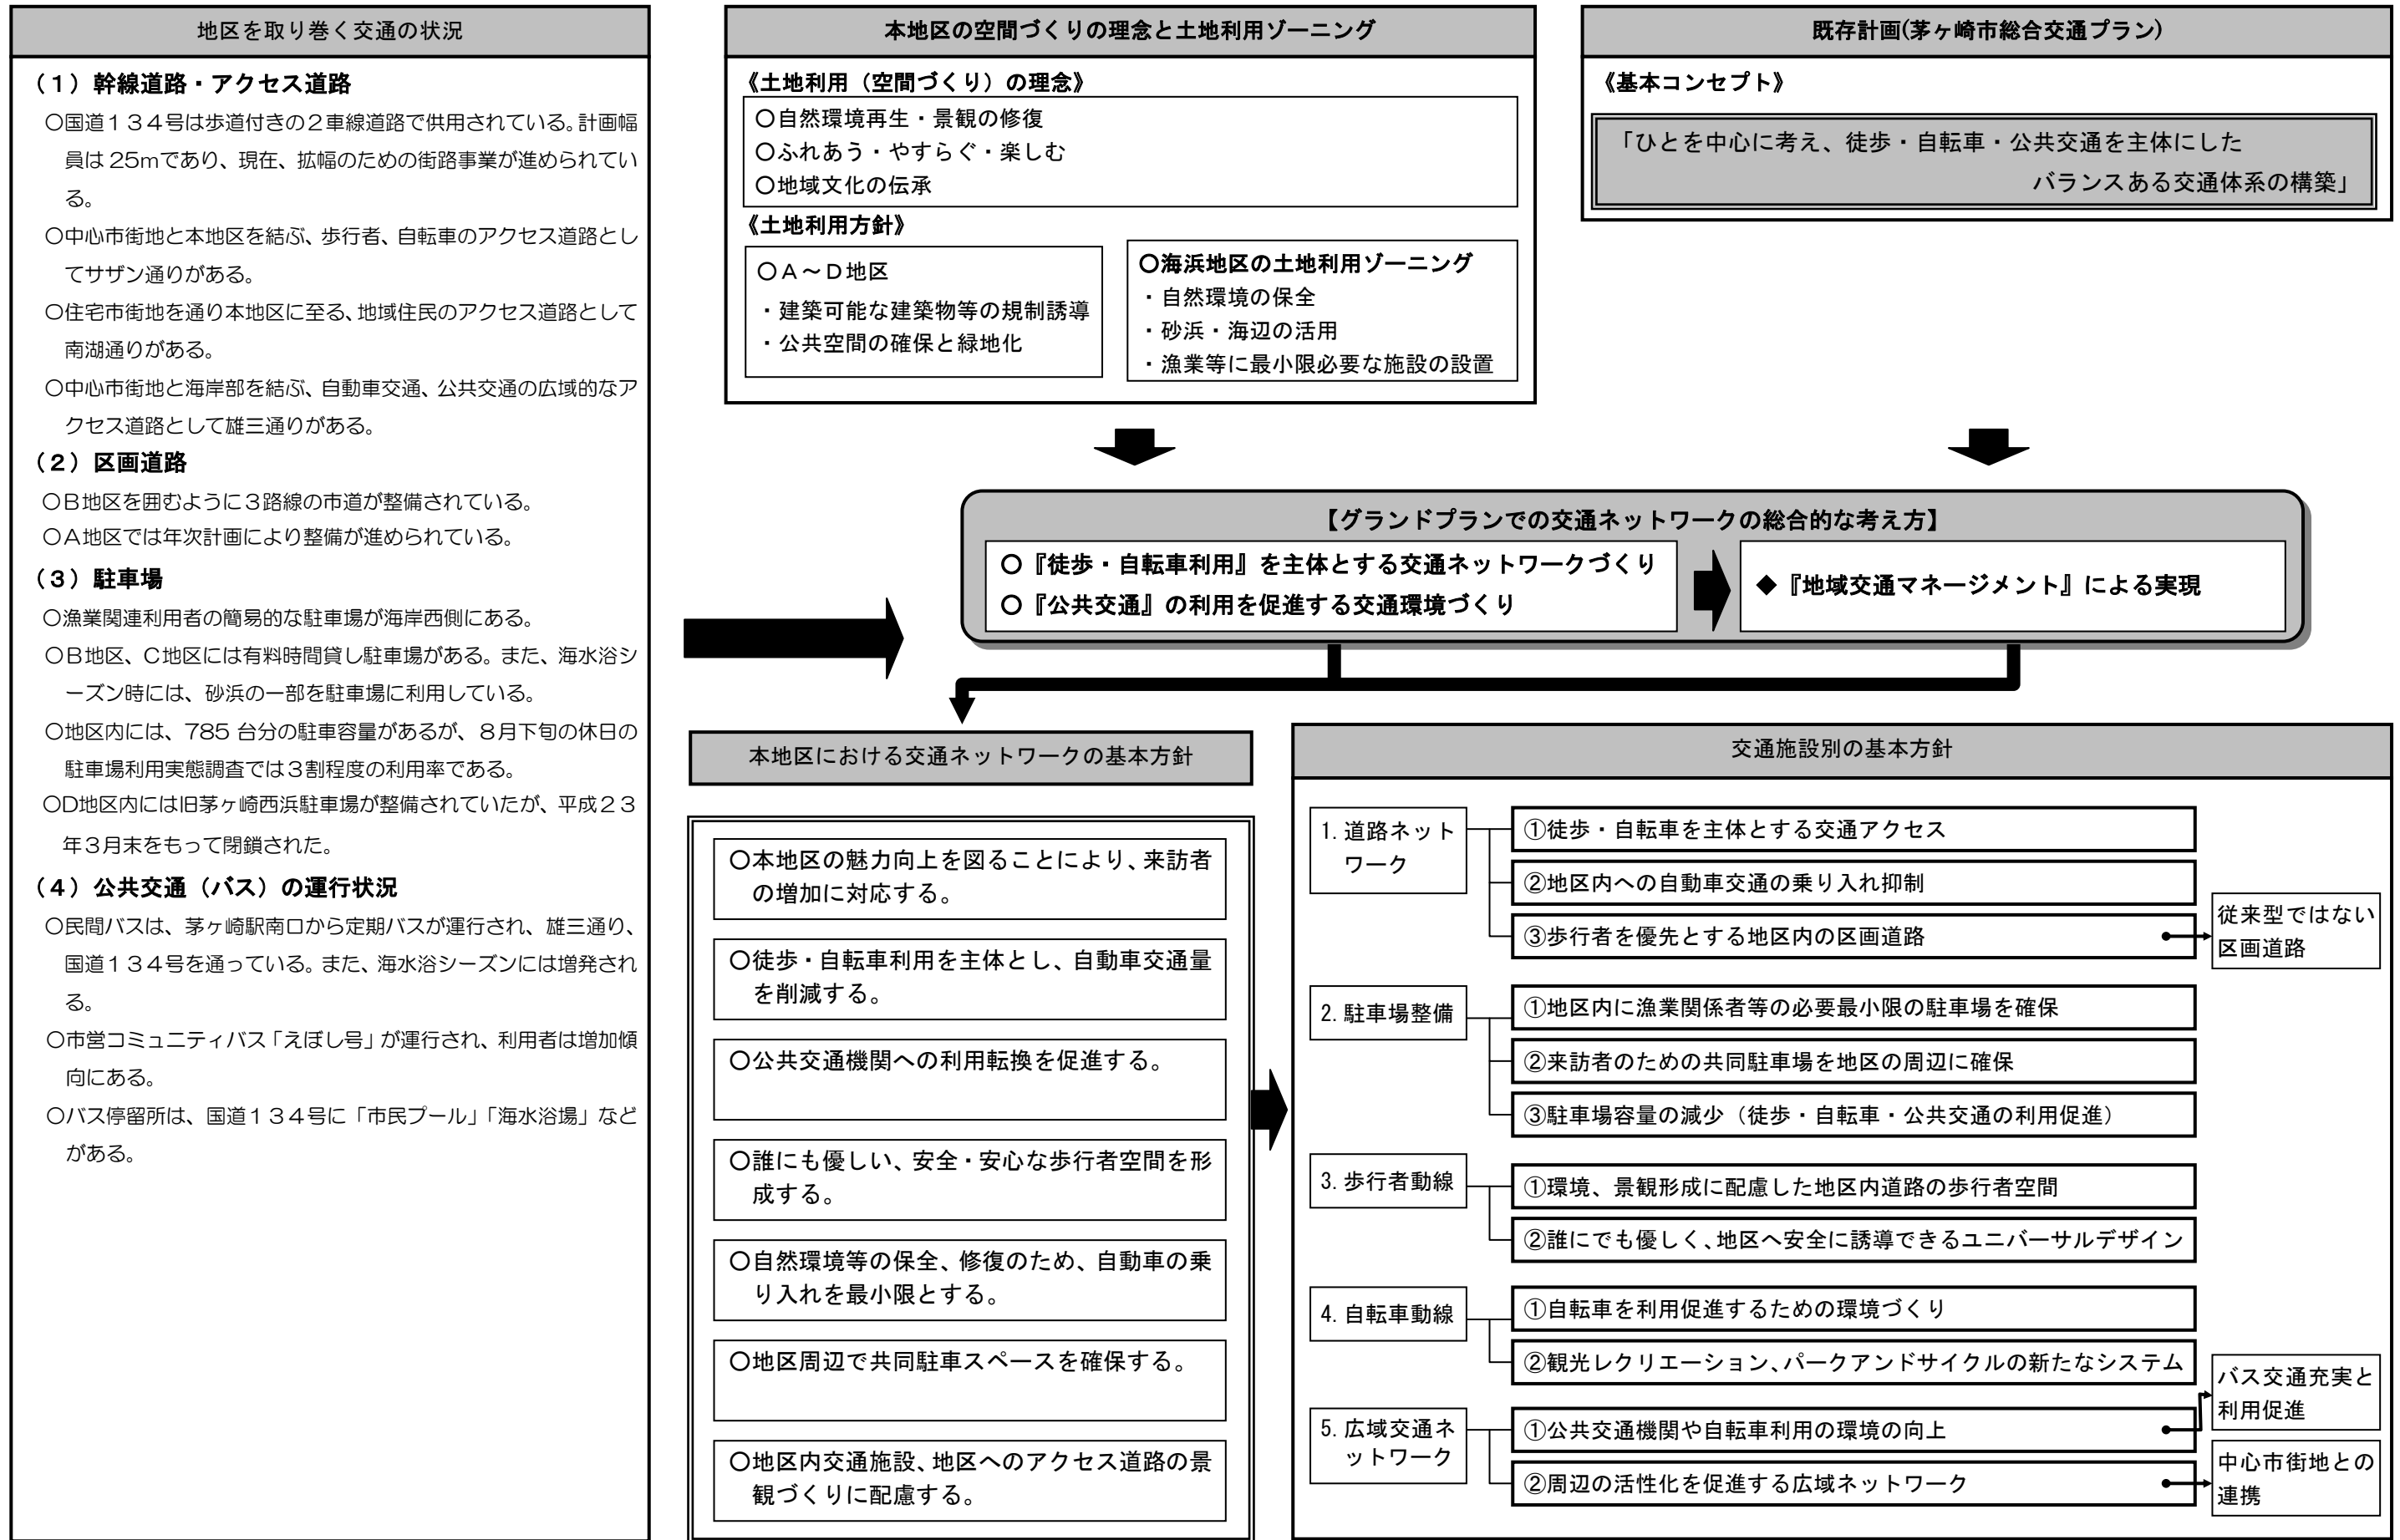 地区を取り巻く交通の状況
（１）幹線道路・アクセス道路
○国道１３４号は歩道付きの２車線道路で供用されている。計画幅
員は 25mであり、現在、拡幅のための街路事業が進められてい
る。
○中心市街地と本地区を結ぶ、歩行者、自転車のアクセス道路とし
てサザン通りがある。
○住宅市街地を通り本地区に至る、地域住民のアクセス道路として
南湖通りがある。
○中心市街地と海岸部を結ぶ、自動車交通、公共交通の広域的なア
クセス道路として雄三通りがある。
（２）区画道路
○Ｂ地区を囲むように３路線の市道が整備されている。
○Ａ地区では年次計画により整備が進められている。
（３）駐車場
○漁業関連利用者の簡易的な駐車場が海岸西側にある。
○Ｂ地区、Ｃ地区には有料時間貸し駐車場がある。また、海水浴シ
ーズン時には、砂浜の一部を駐車場に利用している。
○地区内には、785 台分の駐車容量があるが、８月下旬の休日の
駐車場利用実態調査では３割程度の利用率である。
○D地区内には旧茅ヶ崎西浜駐車場が整備されていたが、平成２３
年３月末をもって閉鎖された。
（４）公共交通（バス）の運行状況
○民間バスは、茅ヶ崎駅南口から定期バスが運行され、雄三通り、
国道１３４号を通っている。また、海水浴シーズンには増発され
る。
○市営コミュニティバス「えぼし号」が運行され、利用者は増加傾
向にある。
○バス停留所は、国道１３４号に「市民プール」「海水浴場」など
がある。
本地区の空間づくりの理念と土地利用ゾーニング
《土地利用（空間づくり）の理念》
○自然環境再生・景観の修復
○ふれあう・やすらぐ・楽しむ
○地域文化の伝承
《土地利用方針》
○Ａ～Ｄ地区
・建築可能な建築物等の規制誘導
・公共空間の確保と緑地化
○海浜地区の土地利用ゾーニング
・自然環境の保全
・砂浜・海辺の活用
・漁業等に最小限必要な施設の設置
既存計画(茅ヶ崎市総合交通プラン)
《基本コンセプト》
「ひとを中心に考え、徒歩・自転車・公共交通を主体にした
バランスある交通体系の構築」
【グランドプランでの交通ネットワークの総合的な考え方】
○『徒歩・自転車利用』を主体とする交通ネットワークづくり
○『公共交通』の利用を促進する交通環境づくり
◆『地域交通マネージメント』による実現
本地区における交通ネットワークの基本方針
○本地区の魅力向上を図ることにより、来訪者
の増加に対応する。
○徒歩・自転車利用を主体とし、自動車交通量
を削減する。
○公共交通機関への利用転換を促進する。
○誰にも優しい、安全・安心な歩行者空間を形
成する。
○自然環境等の保全、修復のため、自動車の乗
り入れを最小限とする。
○地区周辺で共同駐車スペースを確保する。
○地区内交通施設、地区へのアクセス道路の景
観づくりに配慮する。
交通施設別の基本方針
1. 道路ネット
ワーク
①徒歩・自転車を主体とする交通アクセス
②地区内への自動車交通の乗り入れ抑制
③歩行者を優先とする地区内の区画道路
従来型ではない
区画道路
2. 駐車場整備
①地区内に漁業関係者等の必要最小限の駐車場を確保
②来訪者のための共同駐車場を地区の周辺に確保
③駐車場容量の減少（徒歩・自転車・公共交通の利用促進）
3. 歩行者動線
①環境、景観形成に配慮した地区内道路の歩行者空間
②誰にでも優しく、地区へ安全に誘導できるユニバーサルデザイン
4. 自転車動線
①自転車を利用促進するための環境づくり
②観光レクリエーション、パークアンドサイクルの新たなシステム
5. 広域交通ネ
ットワーク
①公共交通機関や自転車利用の環境の向上
②周辺の活性化を促進する広域ネットワーク
バス交通充実と
利用促進
中心市街地との
連携